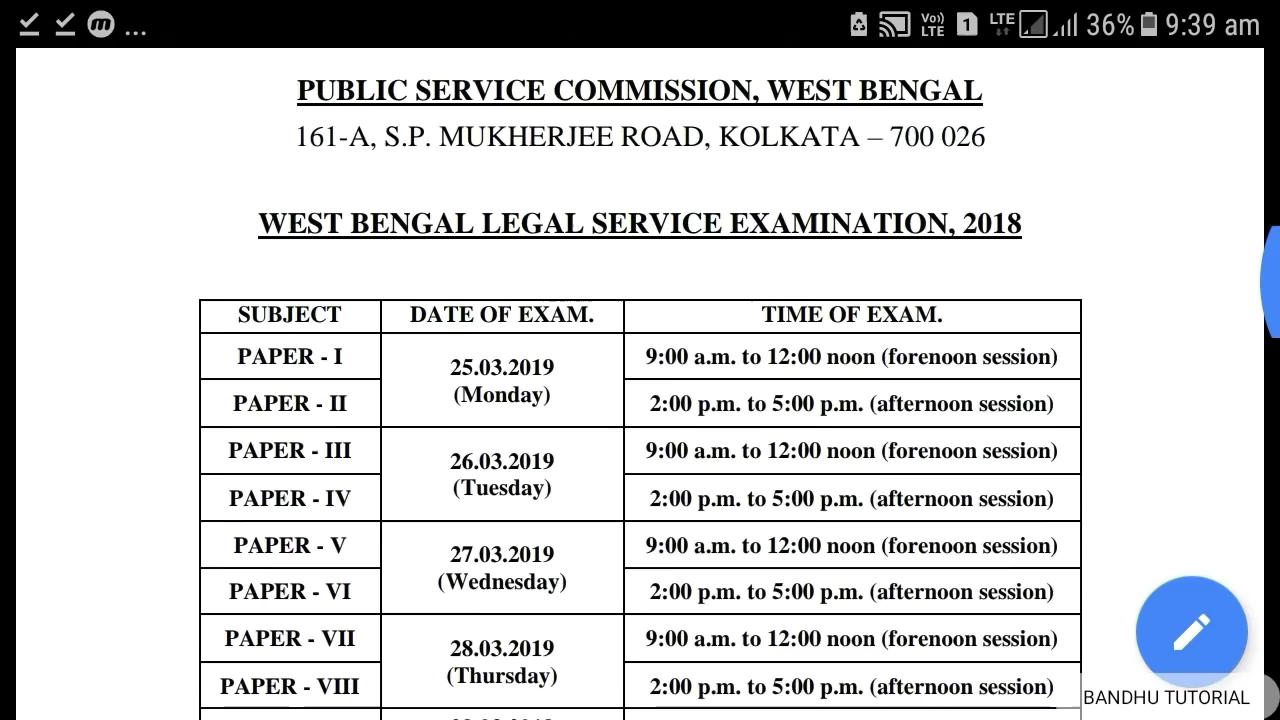 ... Vo)) LTE 1 LTE 36% 9:39 am
PUBLIC SERVICE COMMISSION, WEST BENGAL
161-A, S.P. MUKHERJEE ROAD, KOLKATA – 700 026
WEST BENGAL LEGAL SERVICE EXAMINATION, 2018
SUBJECT DATE OF EXAM. TIME OF EXAM.
PAPER - I 25.03.2019 9:00 a.m. to 12:00 noon (forenoon session)
(Monday)
PAPER - II 2:00 p.m. to 5:00 p.m. (afternoon session)
PAPER - III 26.03.2019 9:00 a.m. to 12:00 noon (forenoon session)
(Tuesday)
PAPER - IV 2:00 p.m. to 5:00 p.m. (afternoon session)
PAPER - V 27.03.2019 9:00 a.m. to 12:00 noon (forenoon session)
(Wednesday)
PAPER - VI 2:00 p.m. to 5:00 p.m. (afternoon session)
PAPER - VII 28.03.2019 9:00 a.m. to 12:00 noon (forenoon session)
(Thursday)
PAPER - VIII 2:00 p.m. to 5:00 p.m. (afternoon session)
BANDHU TUTORIAL